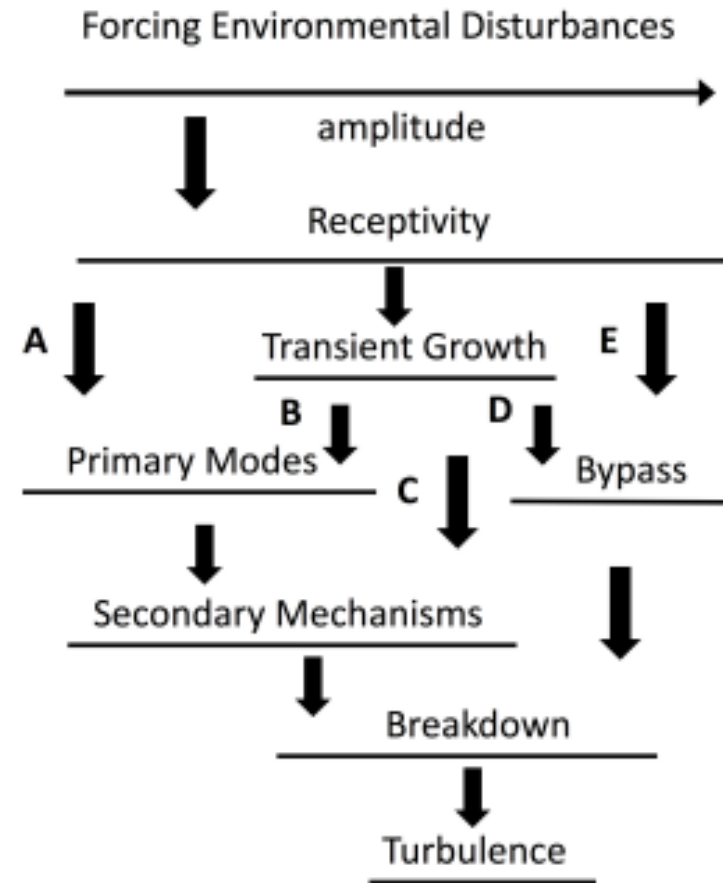 Forcing Environmental Disturbances
amplitude
Receptivity
A
Transient Growth
E
B
D
Primary Modes
C
Bypass
Secondary Mechanisms
Breakdown
Turbulence